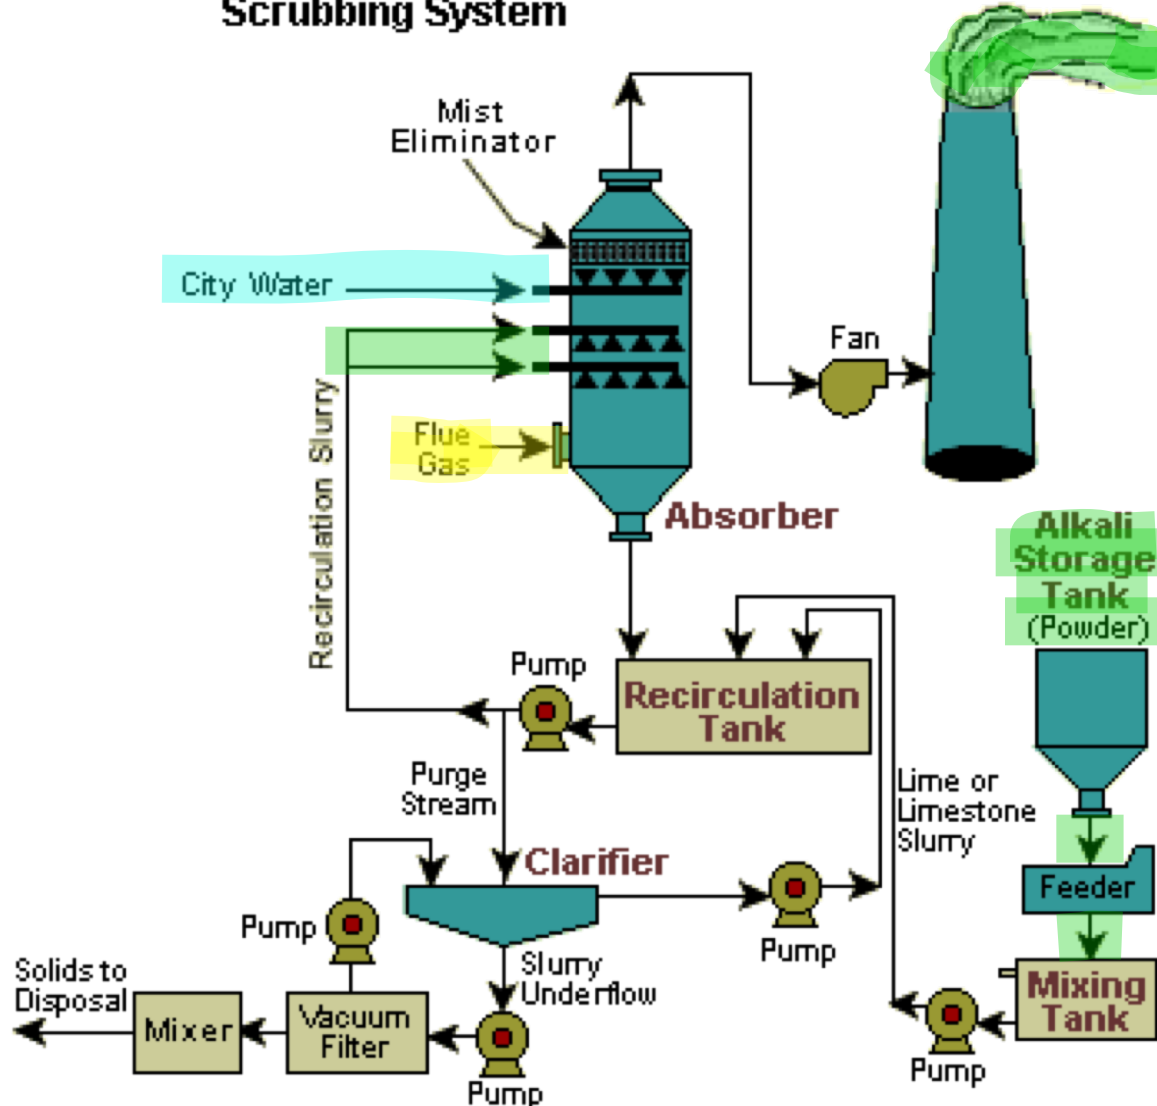 Scrubbing System
Mist
Eliminator
City Water
Fan
Recirculation Slurry
Flue
Gas
Absorber
Alkali
Storage
Tank
(Powder)
Pump
Recirculation
Tank
Purge
Stream
Lime or
Limestone
Slurry
Clarifier
Feeder
Pump
Pump
Slurry
Underflow
Solids to
Disposal
Mixer
Vacuum
Filter
Mixing
Tank
Pump
Pump